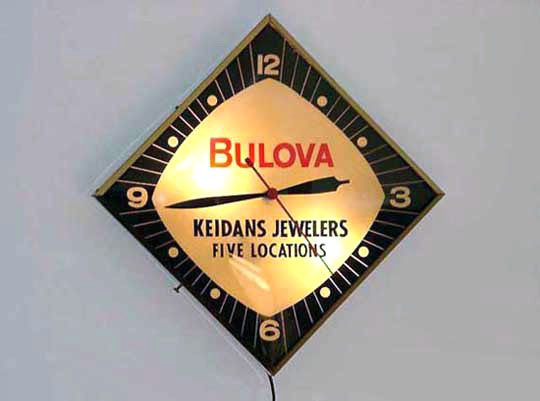 12
BULOVA
9 3
KEIDANS JEWELERS
FIVE LOCATIONS
6